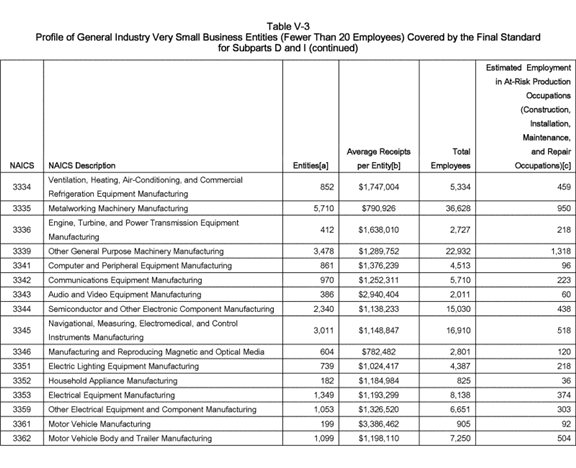 Table V-3
Profile of General Industry Very Small Business Entities (Fewer Than 20 Employees) Covered by the Final Standard
for Subparts D and I (continued)
NAICS NAICS Description Entities[a] Average Receipts per Entity[b] Total Employees Estimated Employment in At-Risk Production Occupations (Construction, Installation, Maintenance, and Repair Occupations)[c]
3334 Ventilation, Heating, Air-Conditioning, and Commercial Refrigeration Equipment Manufacturing 852 $1,747,004 5,334 459
3335 Metalworking Machinery Manufacturing 5,710 $790,926 36,628 950
3336 Engine, Turbine, and Power Transmission Equipment Manufacturing 412 $1,638,010 2,727 218
3339 Other General Purpose Machinery Manufacturing 3,478 $1,289,752 22,932 1,318
3341 Computer and Peripheral Equipment Manufacturing 861 $1,376,239 4,513 96
3342 Communications Equipment Manufacturing 970 $1,252,311 5,710 223
3343 Audio and Video Equipment Manufacturing 386 $2,940,404 2,011 60
3344 Semiconductor and Other Electronic Component Manufacturing 2,340 $1,138,233 15,030 438
3345 Navigational, Measuring, Electromedical, and Control Instruments Manufacturing 3,011 $1,148,847 16,910 518
3346 Manufacturing and Reproducing Magnetic and Optical Media 604 $782,482 2,801 120
3351 Electric Lighting Equipment Manufacturing 739 $1,024,417 4,387 218
3352 Household Appliance Manufacturing 182 $1,184,984 825 36
3353 Electrical Equipment Manufacturing 1,349 $1,193,299 8,138 374
3359 Other Electrical Equipment and Component Manufacturing 1,053 $1,326,520 6,651 303
3361 Motor Vehicle Manufacturing 199 $3,386,462 905 92
3362 Motor Vehicle Body and Trailer Manufacturing 1,099 $1,198,110 7,250 504